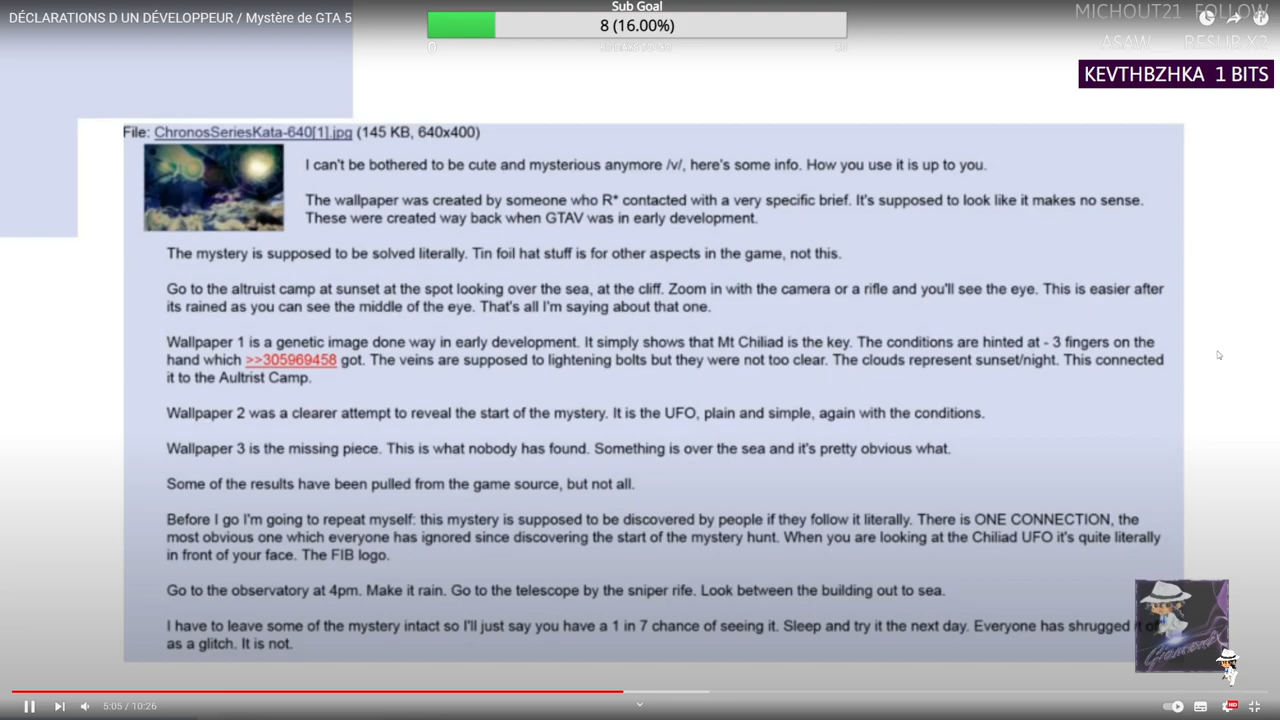 DÉCLARATIONS D UN DÉVELOPPEUR / Mystère de GTA 5
Sub Goal
8 (16.00%)
0
MICHOUT21 FOLLOW
ASAW RESUB X2
KEVTHBZHKA 1 BITS
File: ChronosSeriesKata-640[1].jpg (145 KB, 640x400)
I can't be bothered to be cute and mysterious anymore /v/, here's some info. How you use it is up to you.
The wallpaper was created by someone who R* contacted with a very specific brief. It's supposed to look like it makes no sense.
These were created way back when GTAV was in early development.
The mystery is supposed to be solved literally. Tin foil hat stuff is for other aspects in the game, not this.
Go to the altruist camp at sunset at the spot looking over the sea, at the cliff. Zoom in with the camera or a rifle and you'll see the eye. This is easier after
its rained as you can see the middle of the eye. That's all I'm saying about that one.
Wallpaper 1 is a genetic image done way in early development. It simply shows that Mt Chiliad is the key. The conditions are hinted at - 3 fingers on the
hand which >>305969458 got. The veins are supposed to lightening bolts but they were not too clear. The clouds represent sunset/night. This connected
it to the Aultrist Camp.
Wallpaper 2 was a clearer attempt to reveal the start of the mystery. It is the UFO, plain and simple, again with the conditions.
Wallpaper 3 is the missing piece. This is what nobody has found. Something is over the sea and it's pretty obvious what.
Some of the results have been pulled from the game source, but not all.
Before I go I'm going to repeat myself: this mystery is supposed to be discovered by people if they follow it literally. There is ONE CONNECTION, the
most obvious one which everyone has ignored since discovering the start of the mystery hunt. When you are looking at the Chiliad UFO it's quite literally
in front of your face. The FIB logo.
Go to the observatory at 4pm. Make it rain. Go to the telescope by the sniper rife. Look between the building out to sea.
I have to leave some of the mystery intact so I'll just say you have a 1 in 7 chance of seeing it. Sleep and try it the next day. Everyone has shrugged it off
as a glitch. It is not.
5:05 / 10:26
HD